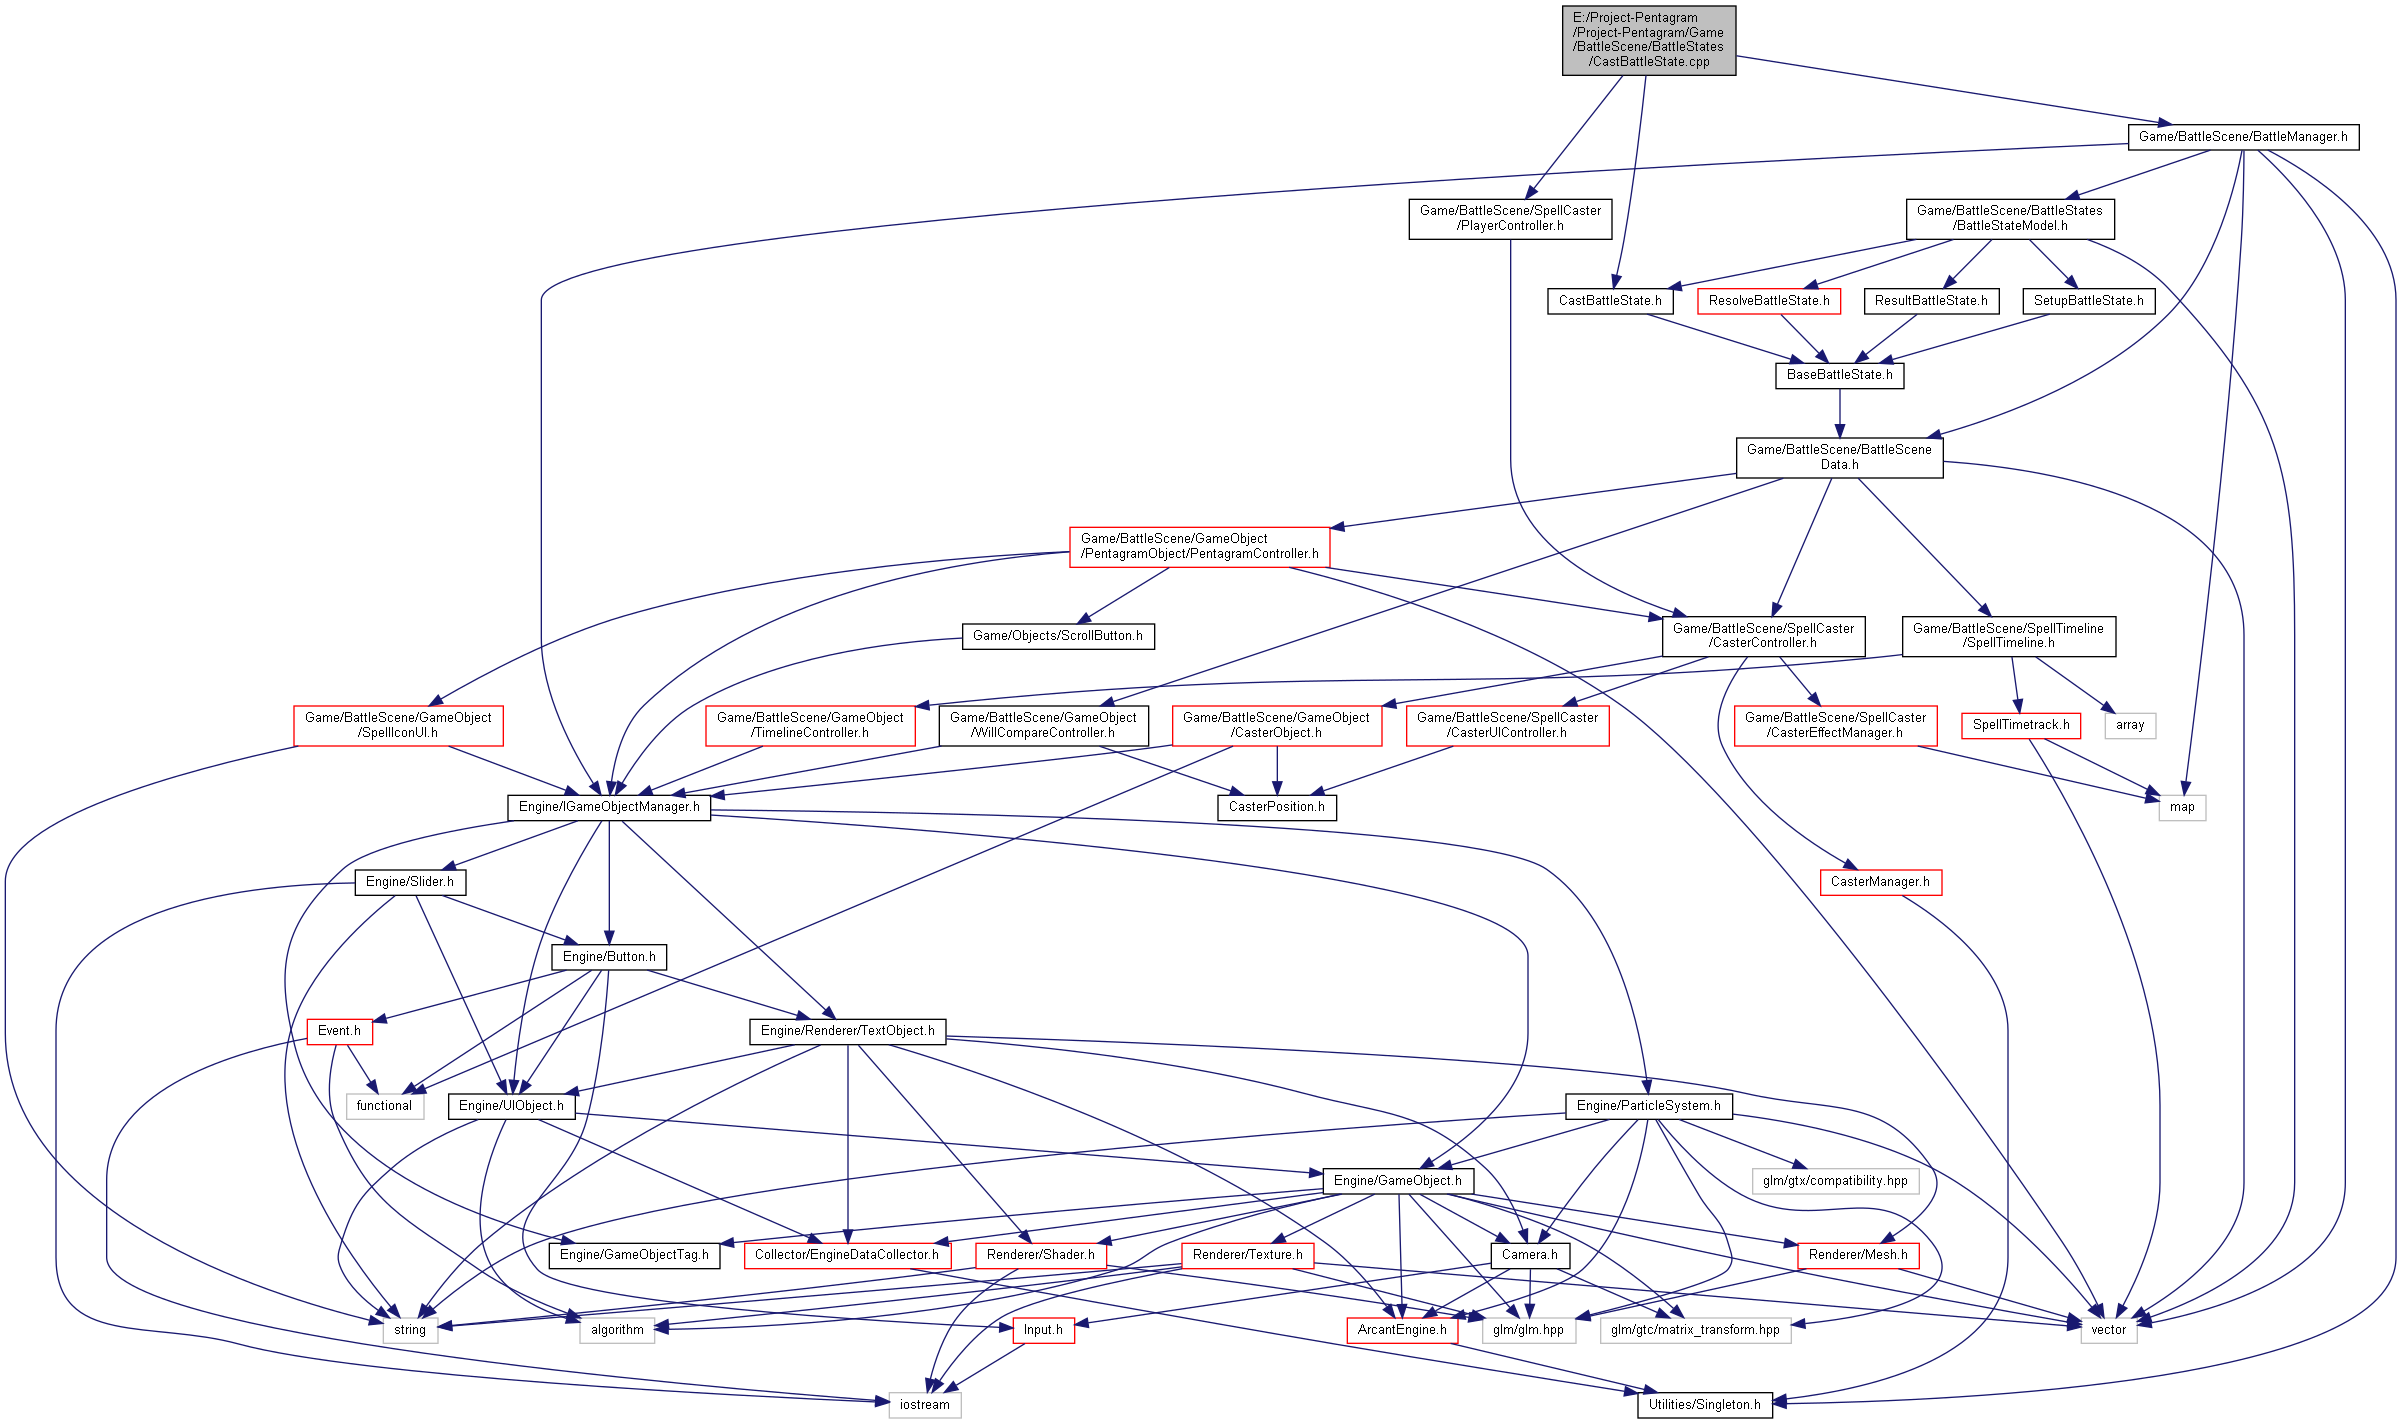 E:/Project-Pentagram
/Project-Pentagram/Game
/BattleScene/BattleStates
/CastBattleState.cpp
Game/BattleScene/BattleManager.h
Game/BattleScene/SpellCaster
/PlayerController.h
Game/BattleScene/BattleStates
/BattleStateModel.h
CastBattleState.h
ResolveBattleState.h
ResultBattleState.h
SetupBattleState.h
BaseBattleState.h
Game/BattleScene/BattleScene
Data.h
Game/BattleScene/GameObject
/PentagramObject/PentagramController.h
Game/Objects/ScrollButton.h
Game/BattleScene/SpellCaster
/CasterController.h
Game/BattleScene/SpellTimeline
/SpellTimeline.h
Game/BattleScene/GameObject
/SpellIconUI.h
Game/BattleScene/GameObject
/TimelineController.h
Game/BattleScene/GameObject
/WillCompareController.h
Game/BattleScene/GameObject
/CasterObject.h
Game/BattleScene/SpellCaster
/CasterUIController.h
Game/BattleScene/SpellCaster
/CasterEffectManager.h
SpellTimetrack.h
array
Engine/IGameObjectManager.h
CasterPosition.h
map
Engine/Slider.h
CasterManager.h
Engine/Button.h
Event.h
Engine/Renderer/TextObject.h
functional
Engine/UIObject.h
Engine/ParticleSystem.h
Engine/GameObject.h
glm/gtx/compatibility.hpp
Engine/GameObjectTag.h
Collector/EngineDataCollector.h
Renderer/Shader.h
Renderer/Texture.h
Camera.h
Renderer/Mesh.h
string
algorithm
Input.h
ArcantEngine.h
glm/glm.hpp
glm/gtc/matrix_transform.hpp
vector
iostream
Utilities/Singleton.h